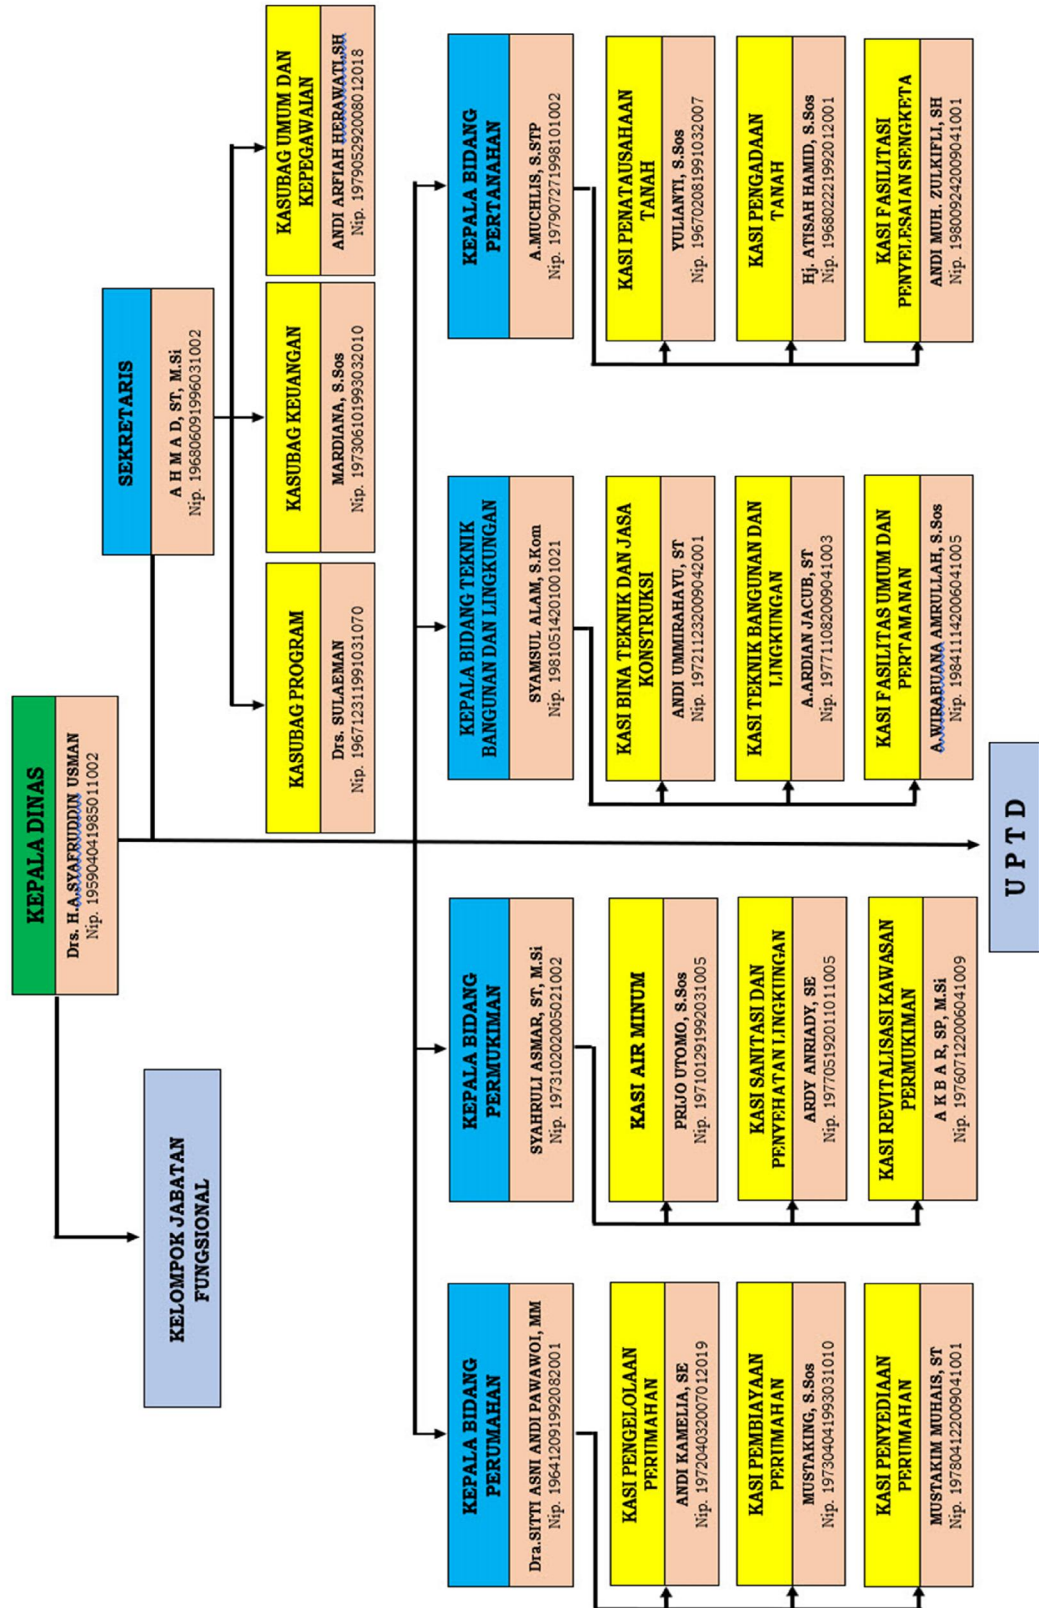 KEPALA DINAS
Drs. H.A.SYAFRUDDIN USMAN
Nip. 195904041985011002
KELOMPOK JABATAN
FUNGSIONAL
SEKRETARIS
A H M A D, ST, M.Si
Nip. 196806091996031002
KASUBAG PROGRAM
Drs. SULAEMAN
Nip. 196712311991031070
KASUBAG KEUANGAN
MARDIANA, S.Sos
Nip. 197306101993032010
KASUBAG UMUM DAN
KEPEGAWAIAN
ANDI ARFIAH HERAWATI.SH
Nip. 197905292008012018
KEPALA BIDANG
PERUMAHAN
Dra.SITTI ASNI ANDI PAWAWOI, MM
Nip. 196412091992082001
KASI PENGELOLAAN
PERUMAHAN
ANDI KAMELIA, SE
Nip. 197204032007012019
KASI PEMBIAYAAN
PERUMAHAN
MUSTAKING, S.Sos
Nip. 197304041993031010
KASI PENYEDIAAN
PERUMAHAN
MUSTAKIM MUHAIS, ST
Nip. 197804122009041001
KEPALA BIDANG
PERMUKIMAN
SYAHRULI ASMAR, ST, M.Si
Nip. 197310202005021002
KASI AIR MINUM
PRIJO UTOMO, S.Sos
Nip. 197101291992031005
KASI SANITASI DAN
PENYEHATAN LINGKUNGAN
ARDY ANRIADY, SE
Nip. 197705192011011005
KASI REVITALISASI KAWASAN
PERMUKIMAN
A K B A R, SP, M.Si
Nip. 197607122006041009
KEPALA BIDANG TEKNIK
BANGUNAN DAN LINGKUNGAN
SYAMSUL ALAM, S.Kom
Nip. 19810514201001021
KASI BINA TEKNIK DAN JASA
KONSTRUKSI
ANDI UMMIRAHAYU, ST
Nip. 197211232009042001
KASI TEKNIK BANGUNAN DAN
LINGKUNGAN
A.ARDIAN JACUB, ST
Nip. 197711082009041003
KASI FASILITAS UMUM DAN
PERTAMANAN
A.WIRABUANA AMRULLAH, S.Sos
Nip. 198411142006041005
KEPALA BIDANG
PERTANAHAN
A.MUCHLIS, S.STP
Nip. 197907271998101002
KASI PENATAUSAHAAN
TANAH
YULIANTI, S.Sos
Nip. 196702081991032007
KASI PENGADAAN
TANAH
Hj. ATISAH HAMID, S.Sos
Nip. 196802221992012001
KASI FASILITASI
PENYELESAIAN SENGKETA
ANDI MUH. ZULKIFLI, SH
Nip. 198009242009041001
U P T D